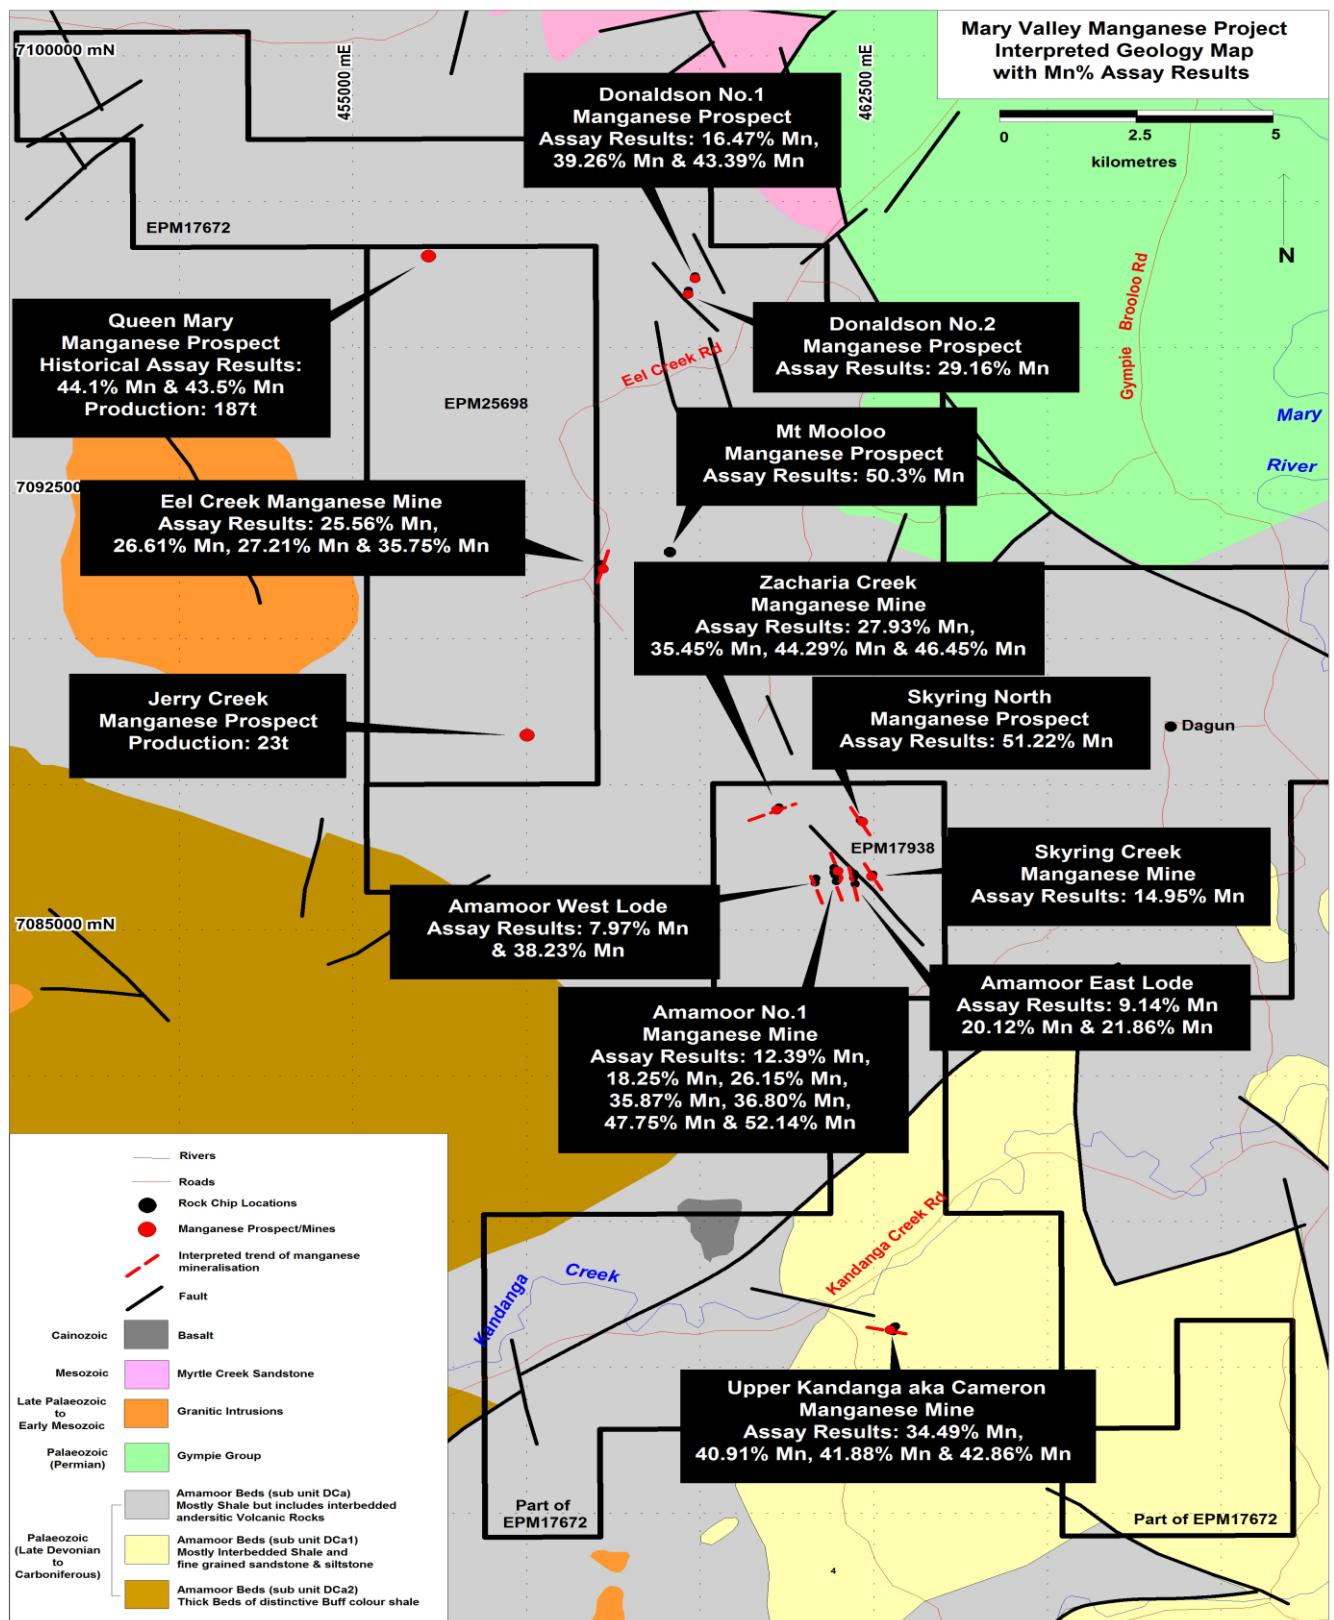 Mary Valley Manganese Project
Interpreted Geology Map
with Mn% Assay Results
0
2.5
5
kilometres
N
7100000 mN
455000 mE
462500 mE
Donaldson No.1
Manganese Prospect
Assay Results: 16.47% Mn,
39.26% Mn & 43.39% Mn
EPM17672
Queen Mary
Manganese Prospect
Historical Assay Results:
44.1% Mn & 43.5% Mn
Production: 187t
Donaldson No.2
Manganese Prospect
Assay Results: 29.16% Mn
Eel Creek Rd
Gympie Brooloo Rd
Mary
River
EPM25698
Mt Mooloo
Manganese Prospect
Assay Results: 50.3% Mn
7092500
Eel Creek Manganese Mine
Assay Results: 25.56% Mn,
26.61% Mn, 27.21% Mn & 35.75% Mn
Zacharia Creek
Manganese Mine
Assay Results: 27.93% Mn,
35.45% Mn, 44.29% Mn & 46.45% Mn
Jerry Creek
Manganese Prospect
Production: 23t
Skyring North
Manganese Prospect
Assay Results: 51.22% Mn
Dagun
EPM17938
Skyring Creek
Manganese Mine
Assay Results: 14.95% Mn
7085000 mN
Amamoor West Lode
Assay Results: 7.97% Mn
& 38.23% Mn
Amamoor East Lode
Assay Results: 9.14% Mn
20.12% Mn & 21.86% Mn
Amamoor No.1
Manganese Mine
Assay Results: 12.39% Mn,
18.25% Mn, 26.15% Mn,
35.87% Mn, 36.80% Mn,
47.75% Mn & 52.14% Mn
Kandanga Creek Rd
Kandanga Creek
Upper Kandanga aka Cameron
Manganese Mine
Assay Results: 34.49% Mn,
40.91% Mn, 41.88% Mn & 42.86% Mn
Part of
EPM17672
Part of EPM17672
4
Rivers
Roads
Rock Chip Locations
Manganese Prospect/Mines
Interpreted trend of manganese
mineralisation
Fault
Cainozoic
Basalt
Mesozoic
Myrtle Creek Sandstone
Late Palaeozoic
to
Early Mesozoic
Granitic Intrusions
Palaeozoic
(Permian)
Gympie Group
Palaeozoic
(Late Devonian
to
Carboniferous)
Amamoor Beds (sub unit DCa)
Mostly Shale but includes interbedded
andersitic Volcanic Rocks
Amamoor Beds (sub unit DCa1)
Mostly Interbedded Shale and
fine grained sandstone & siltstone
Amamoor Beds (sub unit DCa2)
Thick Beds of distinctive Buff colour shale